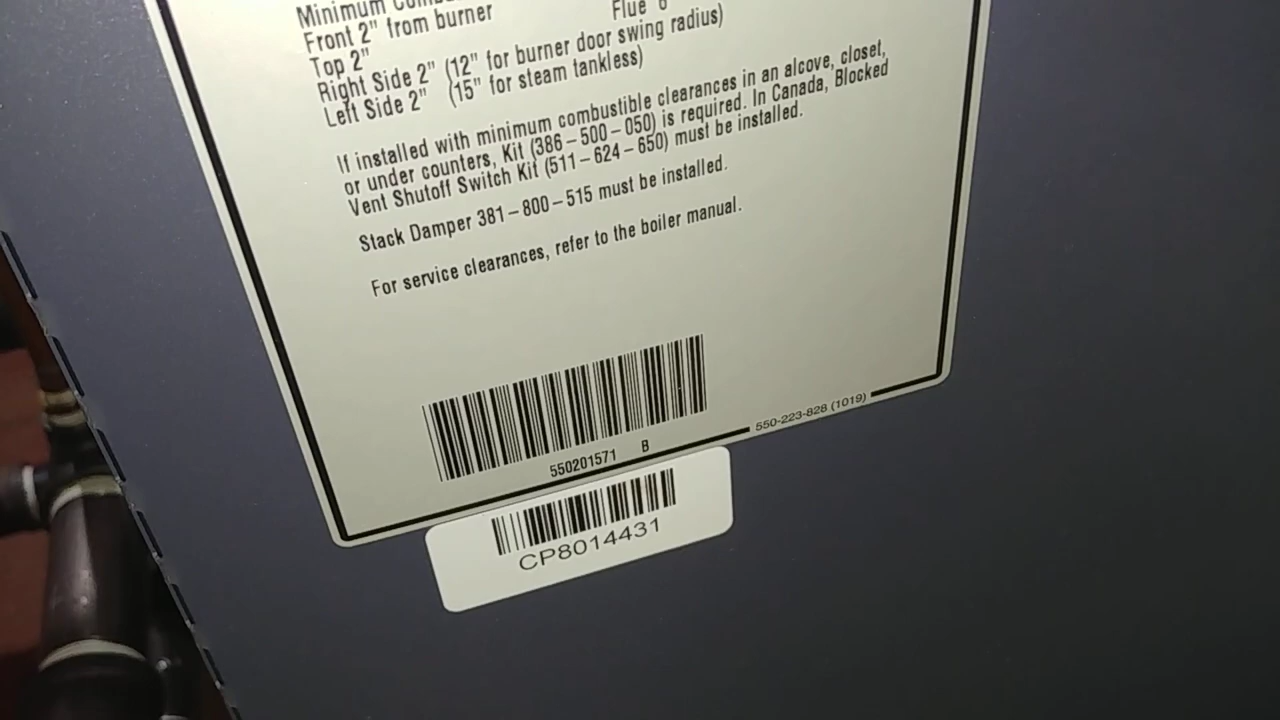 Minimum
Front 2" from burner
Flue 6"
Top 2"
Right Side 2" (12" for burner door swing radius)
Left Side 2" (15" for steam tankless)
If installed with minimum combustible clearances in an alcove, closet,
or under counters, Kit (386-500-050) is required. In Canada, Blocked
Vent Shutoff Switch Kit (511-624-650) must be installed.
Stack Damper 381-800-515 must be installed.
For service clearances, refer to the boiler manual.
550201571 B
550-223-828 (1019)
CP8014431